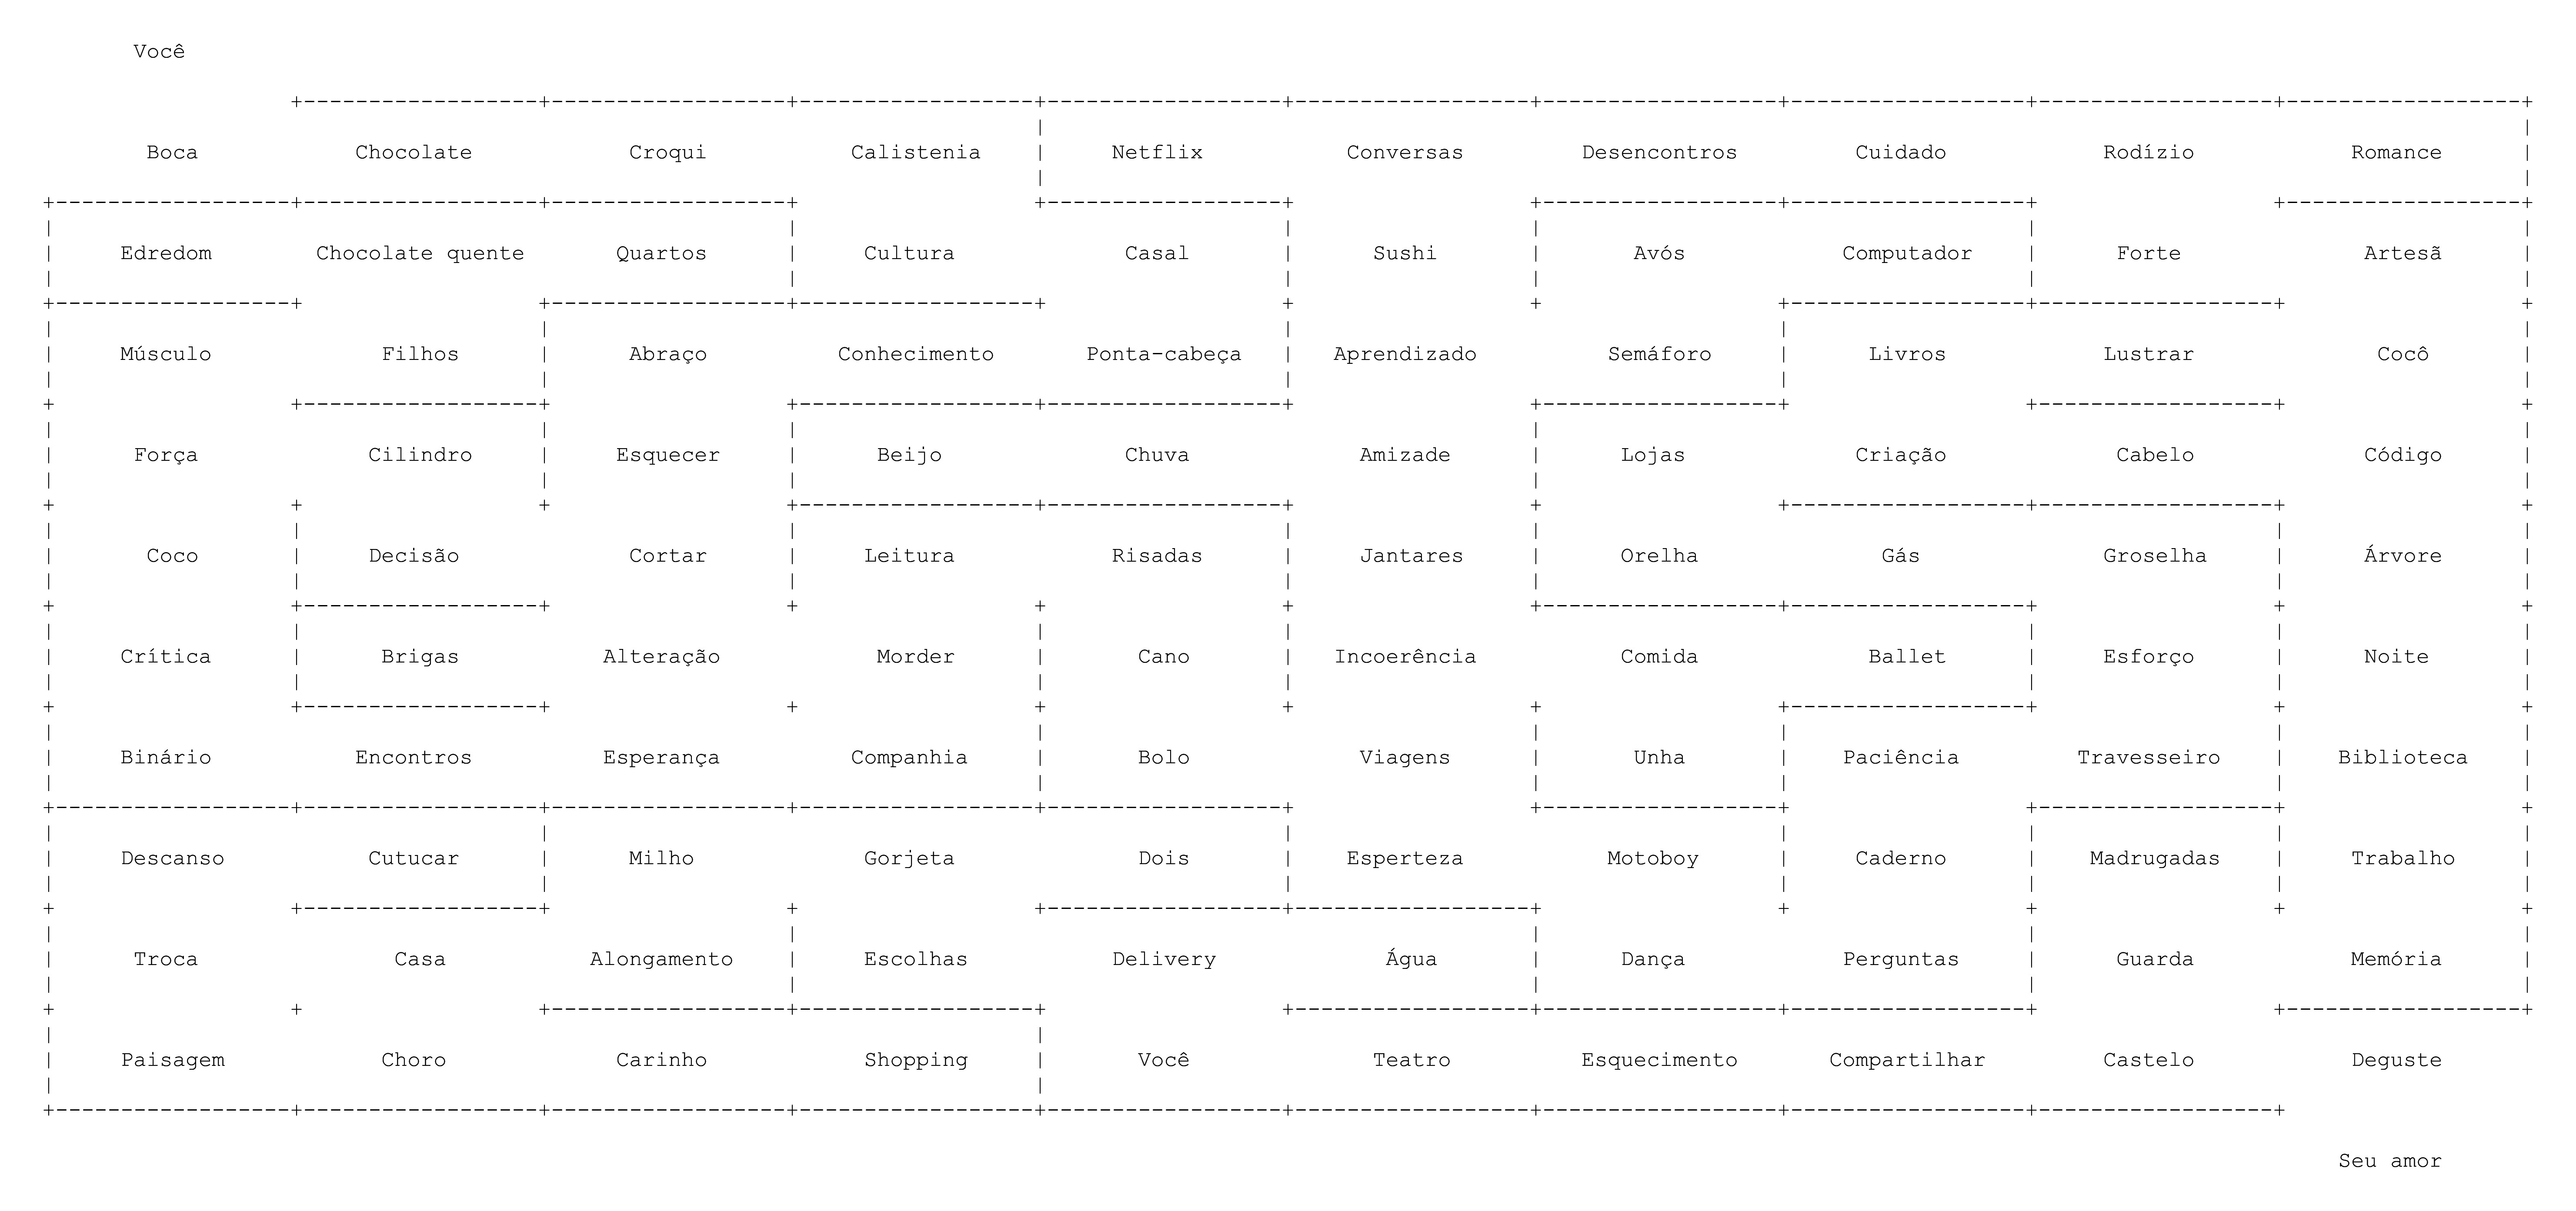 Você
Boca Chocolate Croqui Calistenia Netflix Conversas Desencontros Cuidado Rodízio Romance
Edredom Chocolate quente Quartos Cultura Casal Sushi Avós Computador Forte Artesã
Músculo Filhos Abraço Conhecimento Ponta-cabeça Aprendizado Semáforo Livros Lustrar Cocô
Força Cilindro Esquecer Beijo Chuva Amizade Lojas Criação Cabelo Código
Coco Decisão Cortar Leitura Risadas Jantares Orelha Gás Groselha Árvore
Crítica Brigas Alteração Morder Cano Incoerência Comida Ballet Esforço Noite
Binário Encontros Esperança Companhia Bolo Viagens Unha Paciência Travesseiro Biblioteca
Descanso Cutucar Milho Gorjeta Dois Esperteza Motoboy Caderno Madrugadas Trabalho
Troca Casa Alongamento Escolhas Delivery Água Dança Perguntas Guarda Memória
Paisagem Choro Carinho Shopping Você Teatro Esquecimento Compartilhar Castelo Deguste
Seu amor